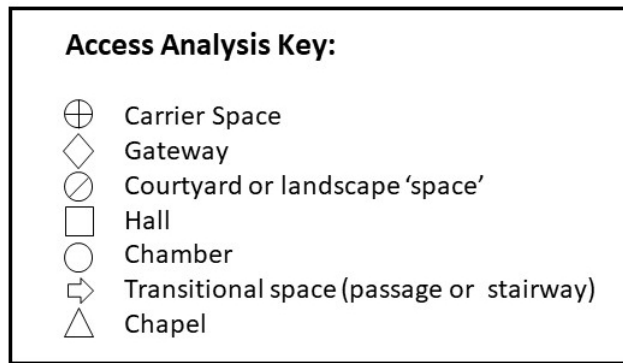 Access Analysis Key:
Carrier Space
Gateway
Courtyard or landscape ‘space’
Hall
Chamber
Transitional space (passage or stairway)
Chapel